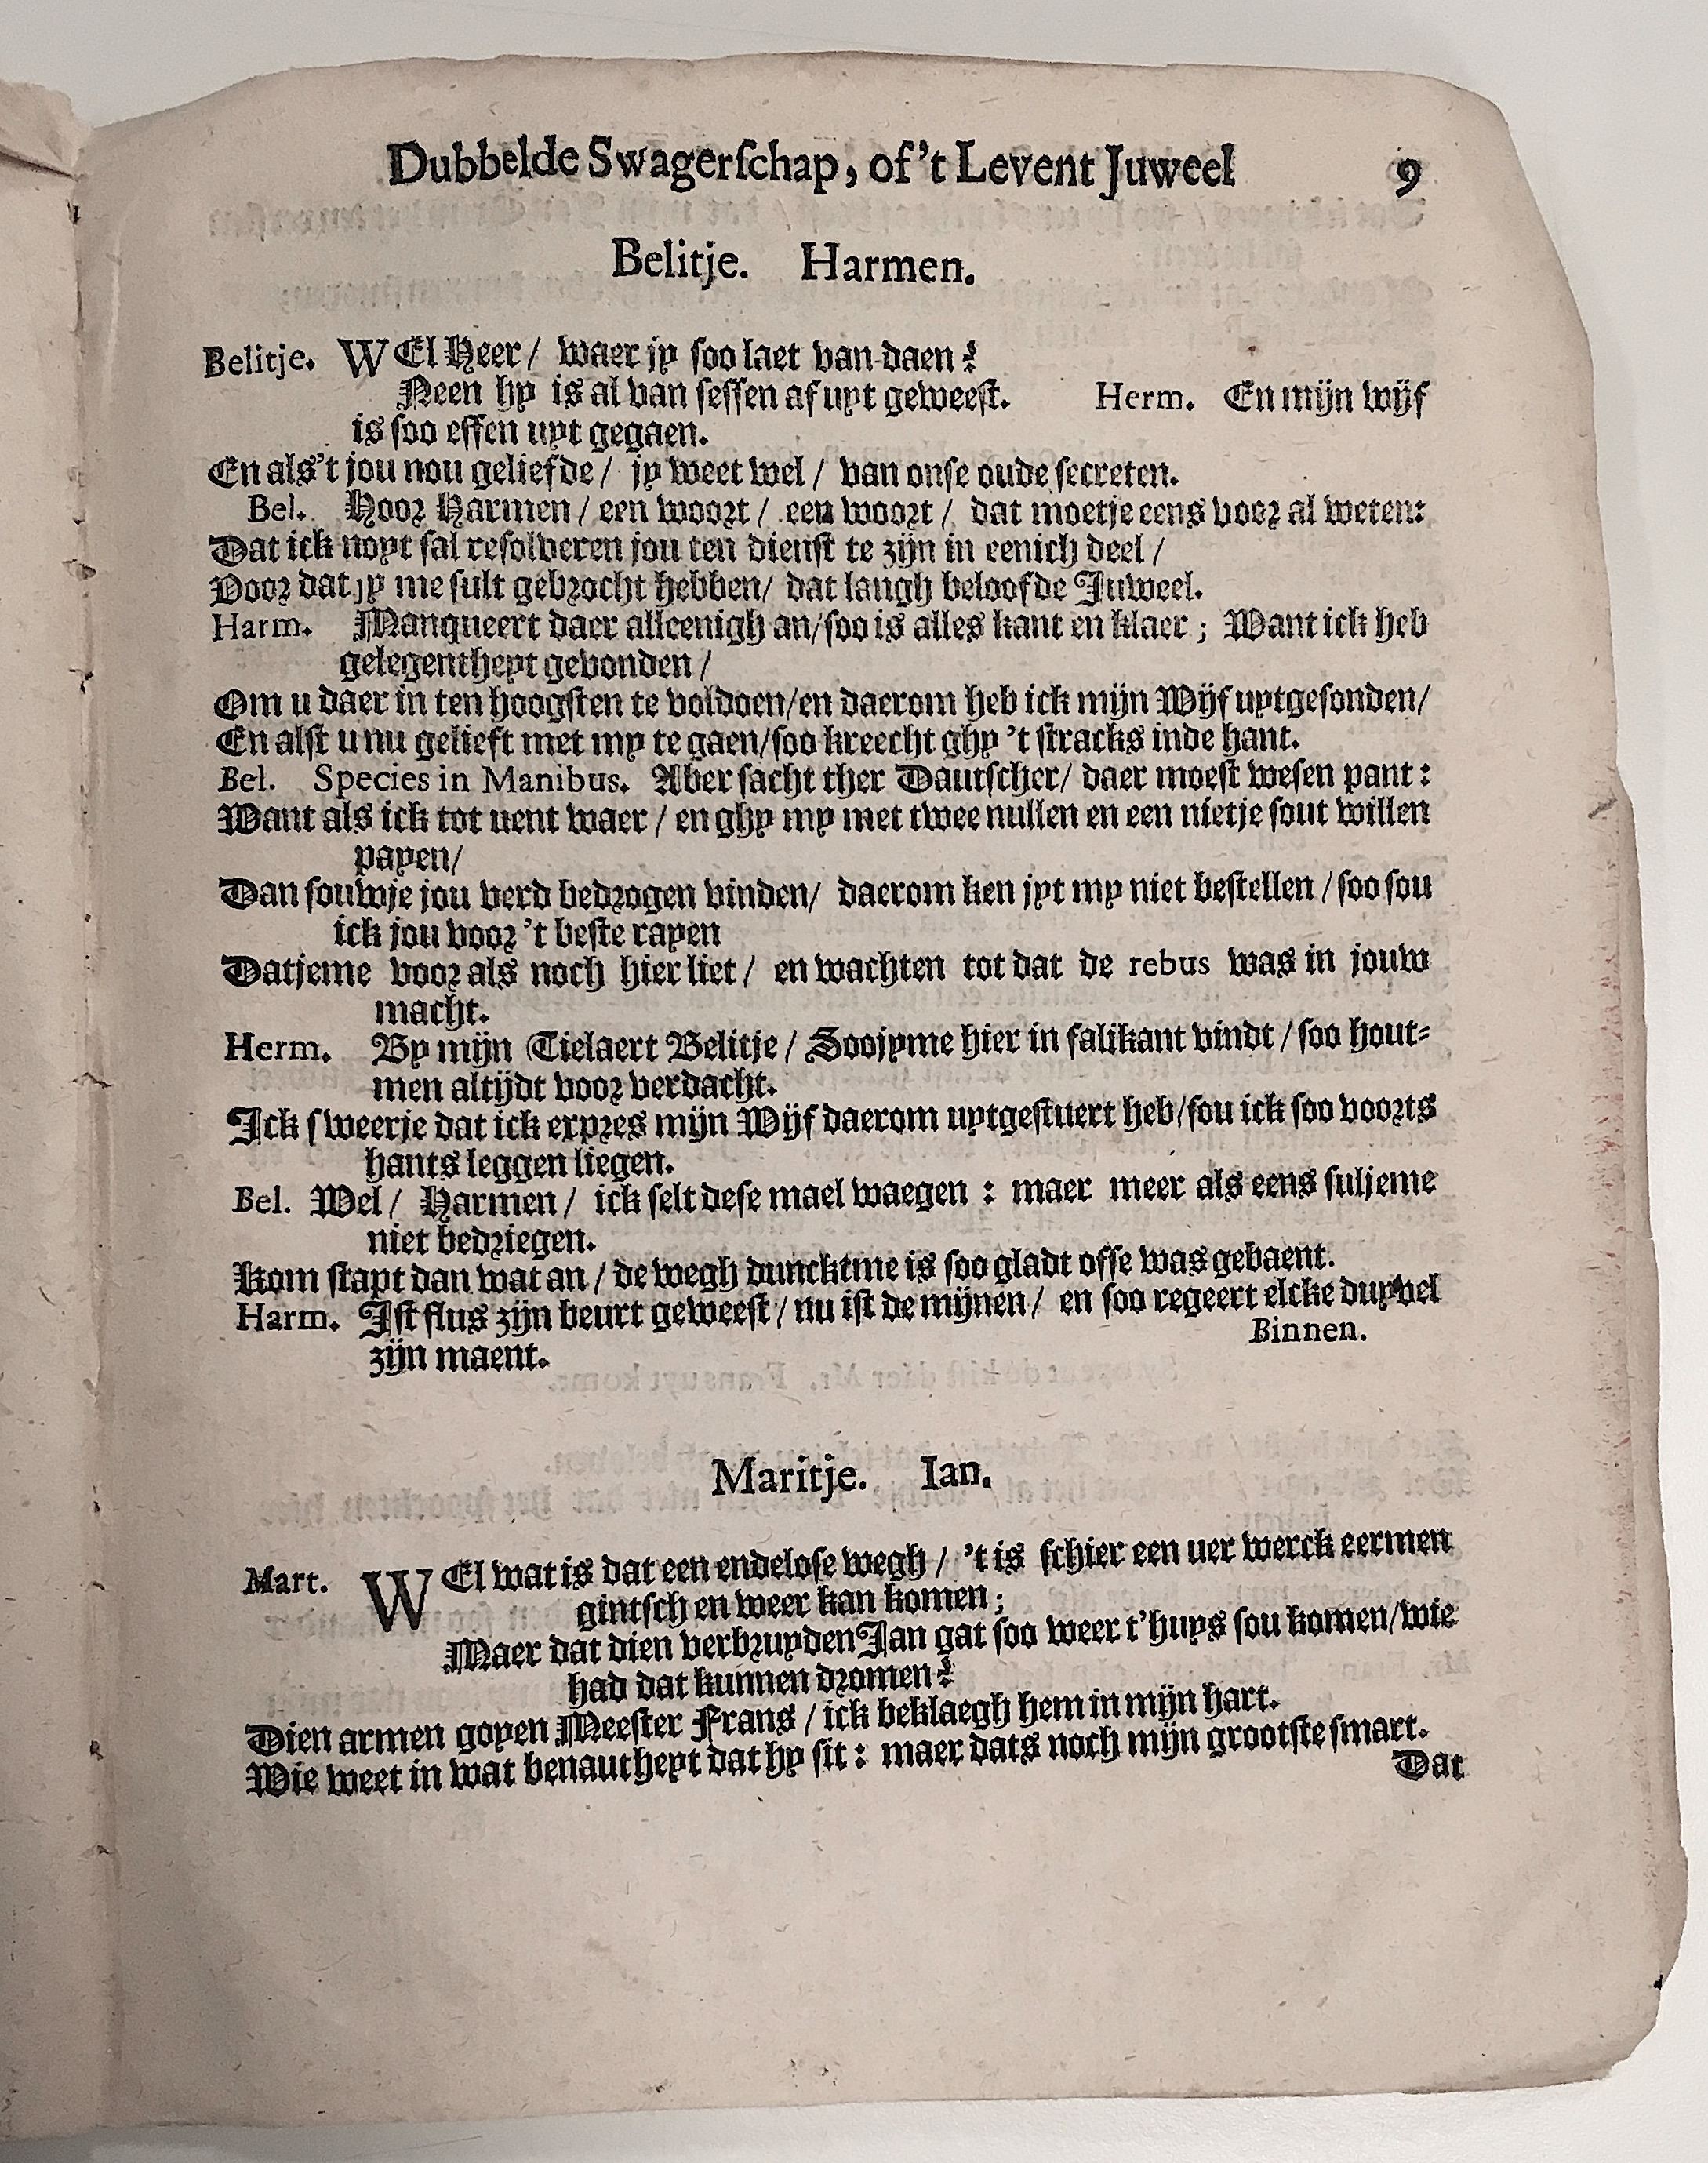 Dubbelde Swagerſchap, of 't Levent Juweel 9
Belitje. Harmen.
Belitje. WEl Heer / waer jy ſoo laet van daen?
Neen hy is al van ſeſſen af uyt geweeſt. Herm. En mijn wijf
is ſoo effen uyt gegaen.
En als't jou nou geliefde / jy weet wel / van onſe oude ſecreten.
Bel. Hoor Harmen / een woort / een woort / dat moetje eens voor al weten:
Dat ick noyt ſal reſolveren jou ten dienſt te zijn in eenich deel /
Voor dat jy me ſult gebrocht hebben / dat langh beloofde Juweel.
Harm. Manqueert daer alleenigh an / ſoo is alles kant en klaer; Want ick heb
gelegentheyt gevonden /
Om u daer in ten hoogſten te voldoen / en daerom heb ick mijn Wijf uytgeſonden /
En alſt u nu gelieft met my te gaen / ſoo kreecht ghy 't ſtracks inde hant.
Bel. Species in Manibus. Aber ſacht ther Dautſcher / daer moeſt weſen pant:
Want als ick tot uent waer / en ghy my met twee nullen en een nietje ſout willen
payen /
Dan ſouwje jou verd bedrogen vinden / daerom ken jyt my niet beſtellen / ſoo ſou
ick jou voor 't beſte rayen
Datjeme voor als noch hier liet / en wachten tot dat de rebus was in jouw
macht.
Herm. By mijn Tielaert Belitje / Soojyme hier in falikant vindt / ſoo hout-
men altijdt voor verdacht.
Ick ſweerje dat ick expres mijn Wijf daerom uytgeſtuert heb / ſou ick ſoo voorts
hants leggen liegen.
Bel. Wel / Harmen / ick ſelt deſe mael waegen: maer meer als eens ſuljeme
niet bedriegen.
Kom ſtapt dan wat an / de wegh duncktme is ſoo gladt oſſe was gebaent.
Harm. Iſt flus zijn beurt geweeſt / nu iſt de mijnen / en ſoo regeert elcke duyvel
zijn maent. Binnen.
Maritje. Ian.
Mart. WEl wat is dat een endeloſe wegh / 't is ſchier een uer werck eermen
gintſch en weer kan komen;
Maer dat dien verbruyden Jan gat ſoo weer t'huys ſou komen / wie
had dat kunnen dromen?
Dien armen goyen Meeſter Frans / ick beklaegh hem in mijn hart.
Wie weet in wat benautheyt dat hy ſit: maer dats noch mijn grootſte ſmart.
Dat